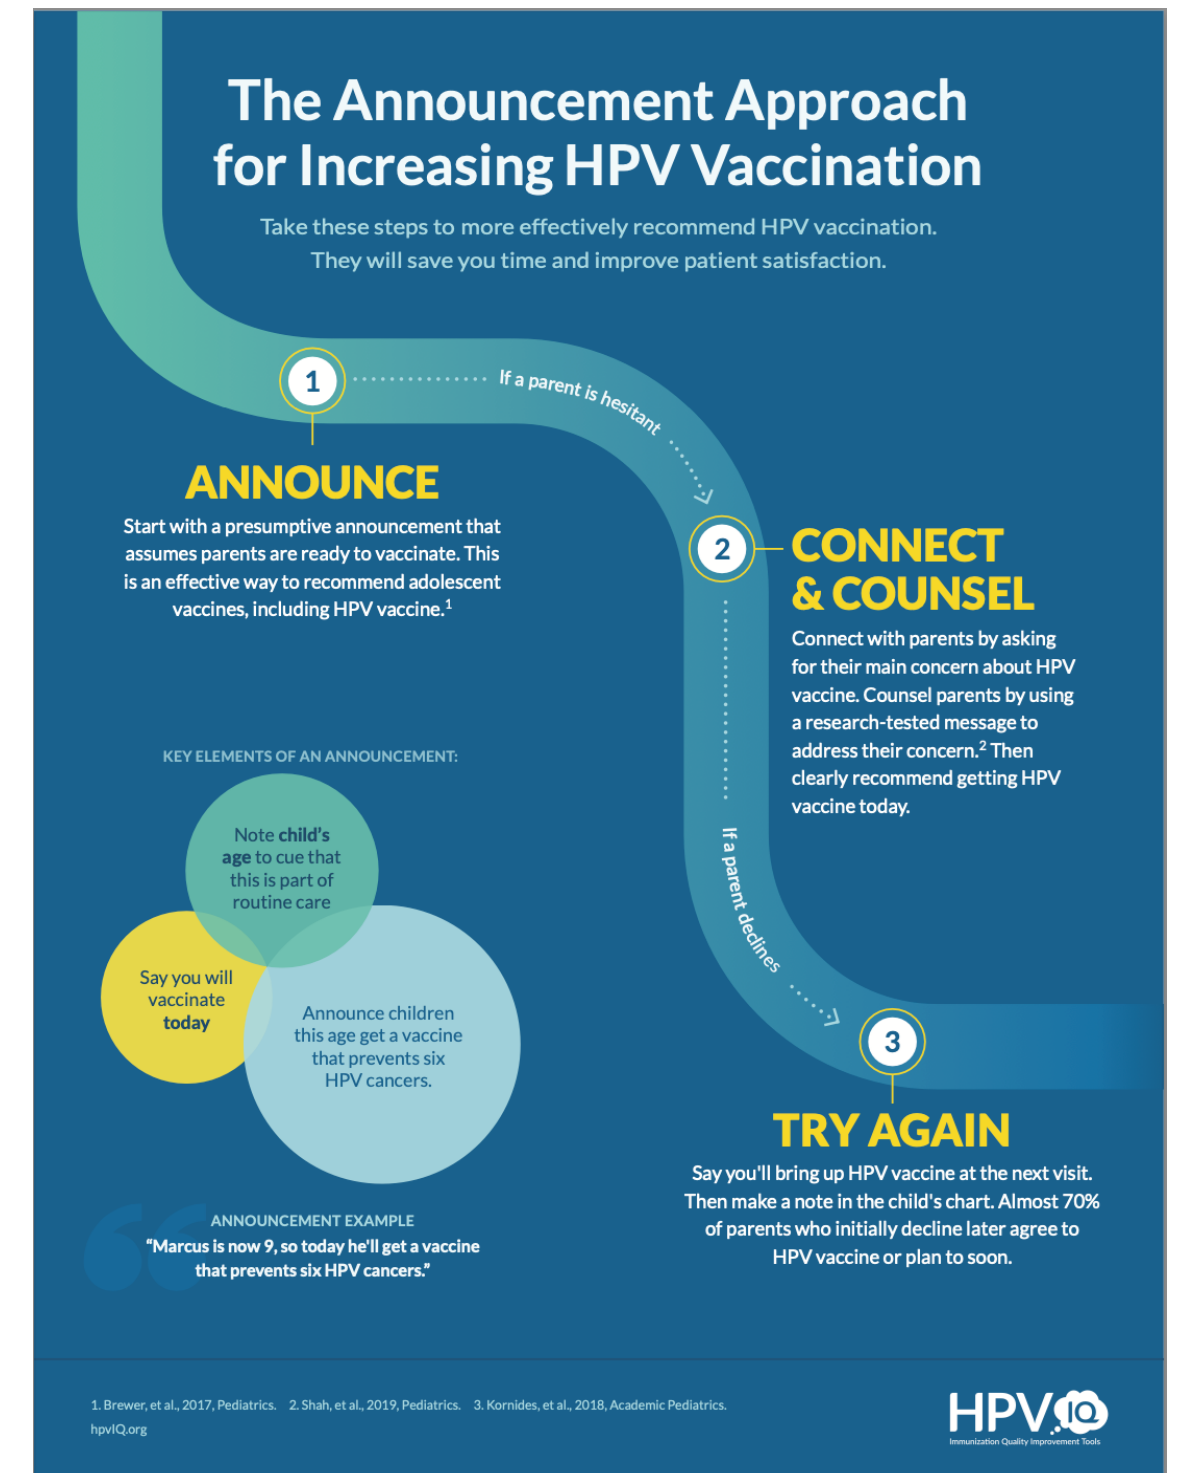 The Announcement Approach
for Increasing HPV Vaccination
Take these steps to more effectively recommend HPV vaccination.
They will save you time and improve patient satisfaction.
1
If a parent is hesitant
ANNOUNCE
Start with a presumptive announcement that
assumes parents are ready to vaccinate. This
is an effective way to recommend adolescent
vaccines, including HPV vaccine.1
2
CONNECT
& COUNSEL
Connect with parents by asking
for their main concern about HPV
vaccine. Counsel parents by using
a research-tested message to
address their concern.2 Then
clearly recommend getting HPV
vaccine today.
KEY ELEMENTS OF AN ANNOUNCEMENT:
Note child's
age to cue that
this is part of
routine care
Say you will
vaccinate
today
Announce children
this age get a vaccine
that prevents six
HPV cancers.
ANNOUNCEMENT EXAMPLE
“Marcus is now 9, so today he'll get a vaccine
that prevents six HPV cancers.”
If a parent declines
3
TRY AGAIN
Say you'll bring up HPV vaccine at the next visit.
Then make a note in the child's chart. Almost 70%
of parents who initially decline later agree to
HPV vaccine or plan to soon.
1. Brewer, et al., 2017, Pediatrics. 2. Shah, et al., 2019, Pediatrics. 3. Kornides, et al., 2018, Academic Pediatrics.
hpvIQ.org
HPV IQ
Immunization Quality Improvement Tools